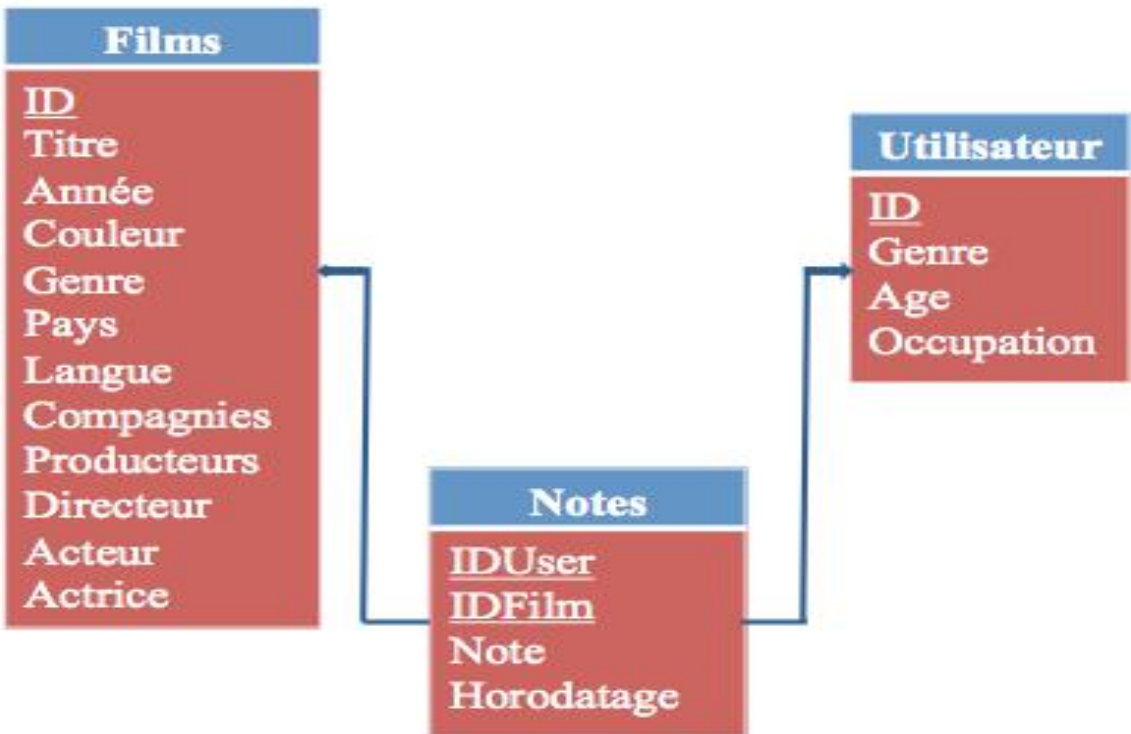 Films
ID
Titre
Année
Couleur
Genre
Pays
Langue
Compagnies
Producteurs
Directeur
Acteur
Actrice
Utilisateur
ID
Genre
Age
Occupation
Notes
IDUser
IDFilm
Note
Horodatage